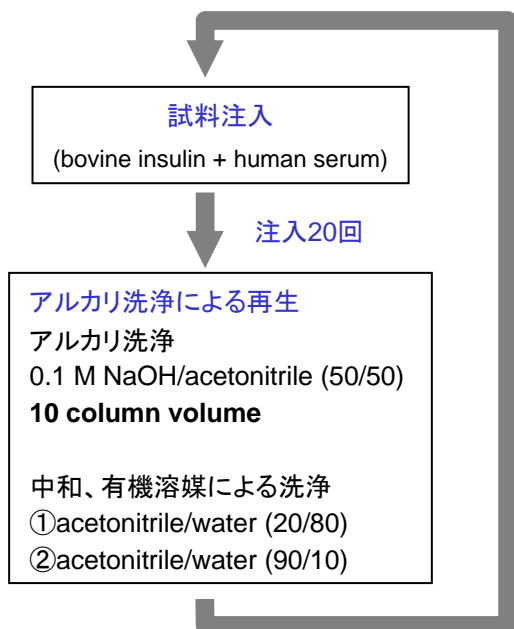 試料注入
(bovine insulin + human serum)
注入20回
アルカリ洗浄による再生
アルカリ洗浄
0.1 M NaOH/acetonitrile (50/50)
10 column volume
中和、有機溶媒による洗浄
①acetonitrile/water (20/80)
②acetonitrile/water (90/10)